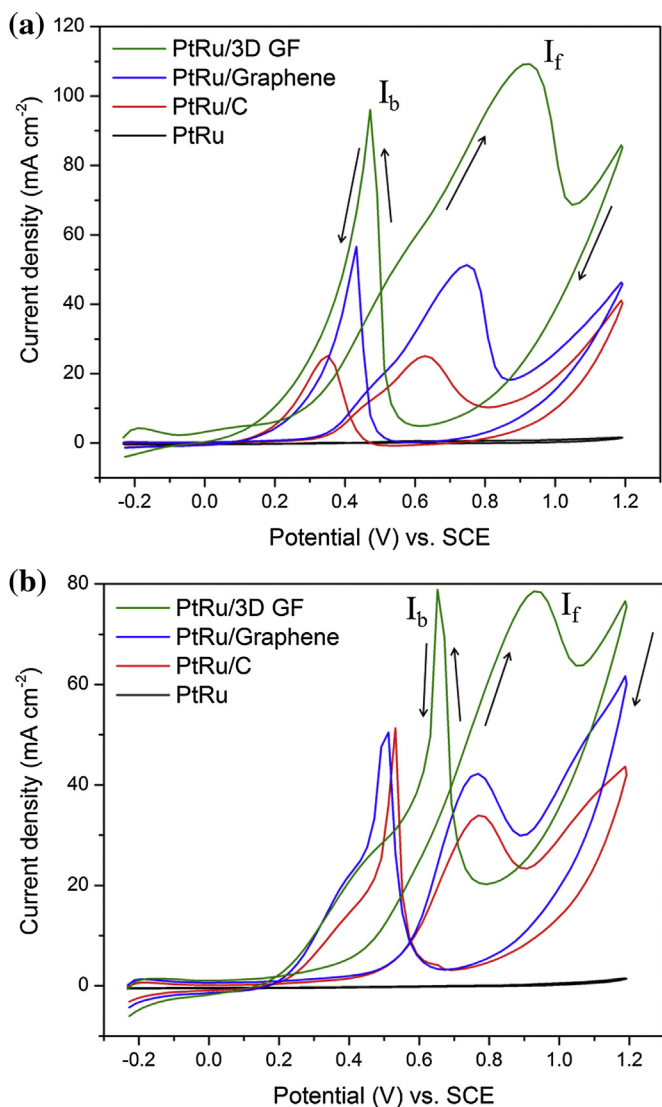 (a)
120
100
80
60
40
20
0
Current density (mA cm⁻²)
PtRu/3D GF
PtRu/Graphene
PtRu/C
PtRu
I_b
I_f
-0.2 0.0 0.2 0.4 0.6 0.8 1.0 1.2
Potential (V) vs. SCE
(b)
80
60
40
20
0
Current density (mA cm⁻²)
PtRu/3D GF
PtRu/Graphene
PtRu/C
PtRu
I_b
I_f
-0.2 0.0 0.2 0.4 0.6 0.8 1.0 1.2
Potential (V) vs. SCE